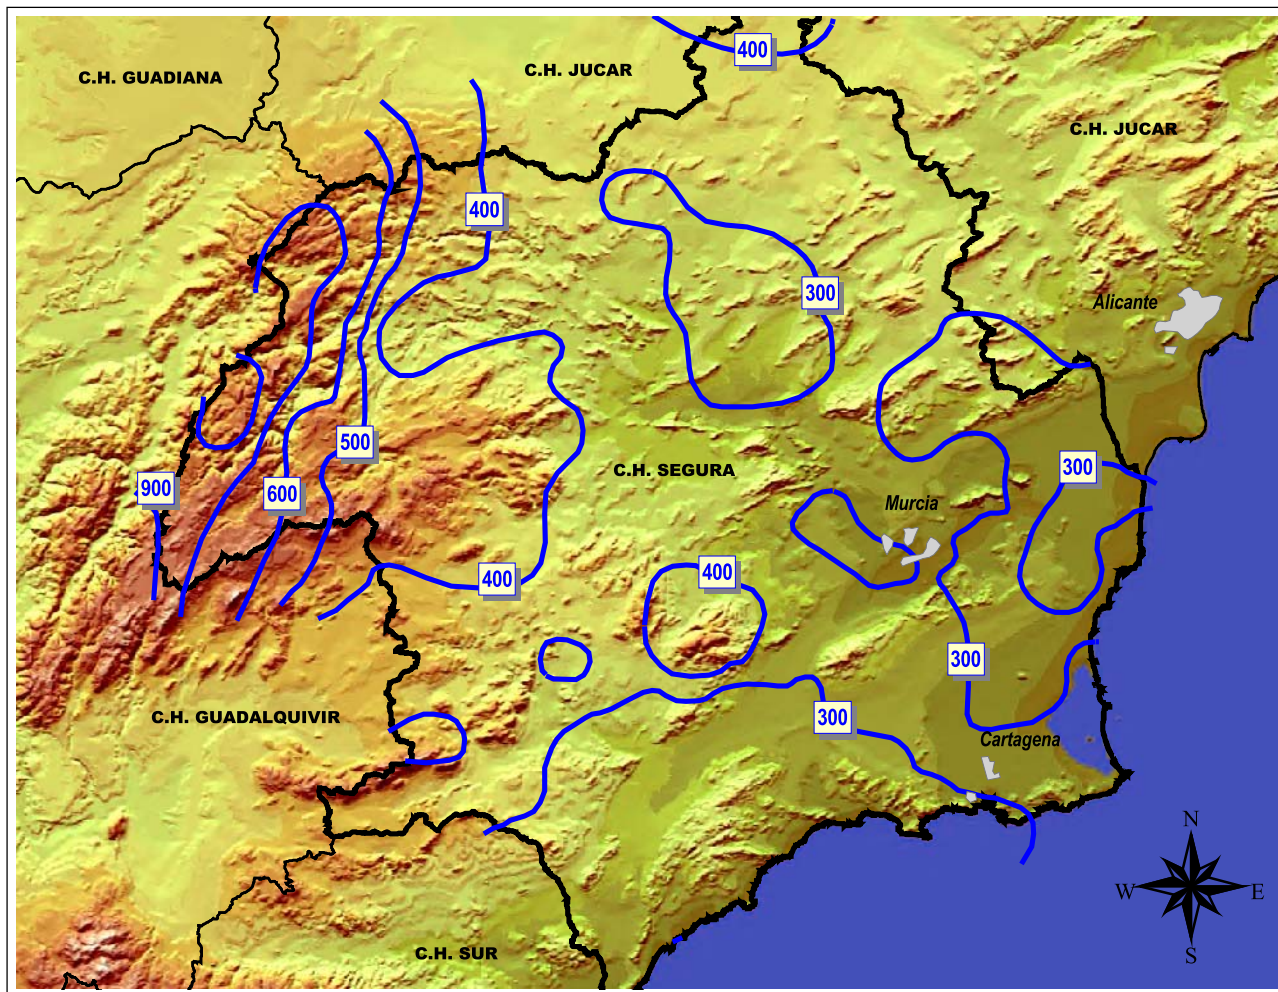 400
C.H. JUCAR
C.H. GUADIANA
C.H. JUCAR
400
300
Alicante
500
C.H. SEGURA
300
900
600
Murcia
400
400
300
C.H. GUADALQUIVIR
300
Cartagena
N
W
E
S
C.H. SUR